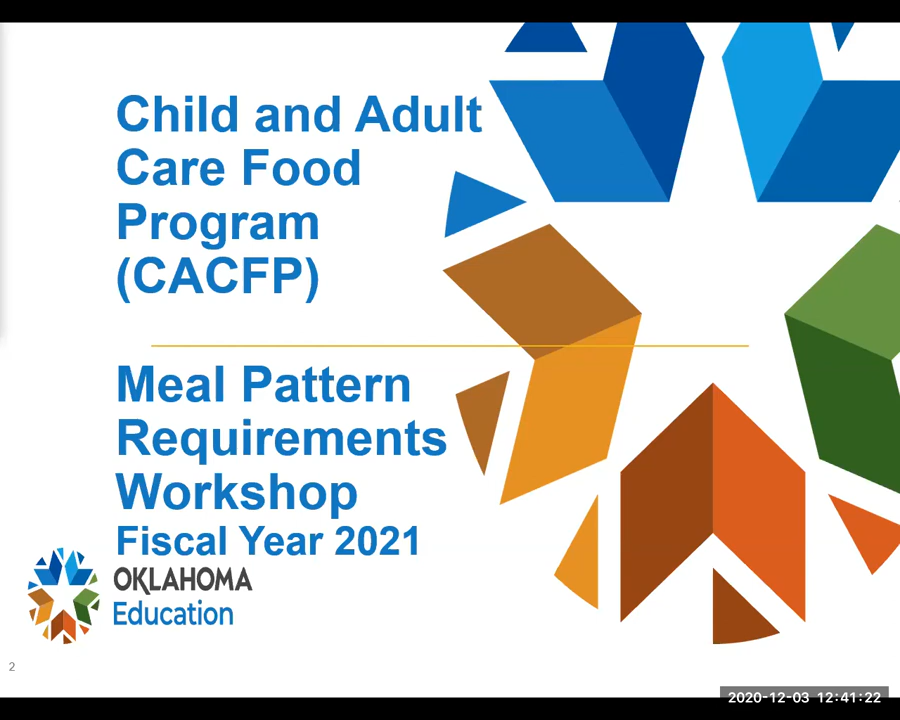 Child and Adult
Care Food
Program
(CACFP)
Meal Pattern
Requirements
Workshop
Fiscal Year 2021
OKLAHOMA
Education
2
2020-12-03 12:41:22